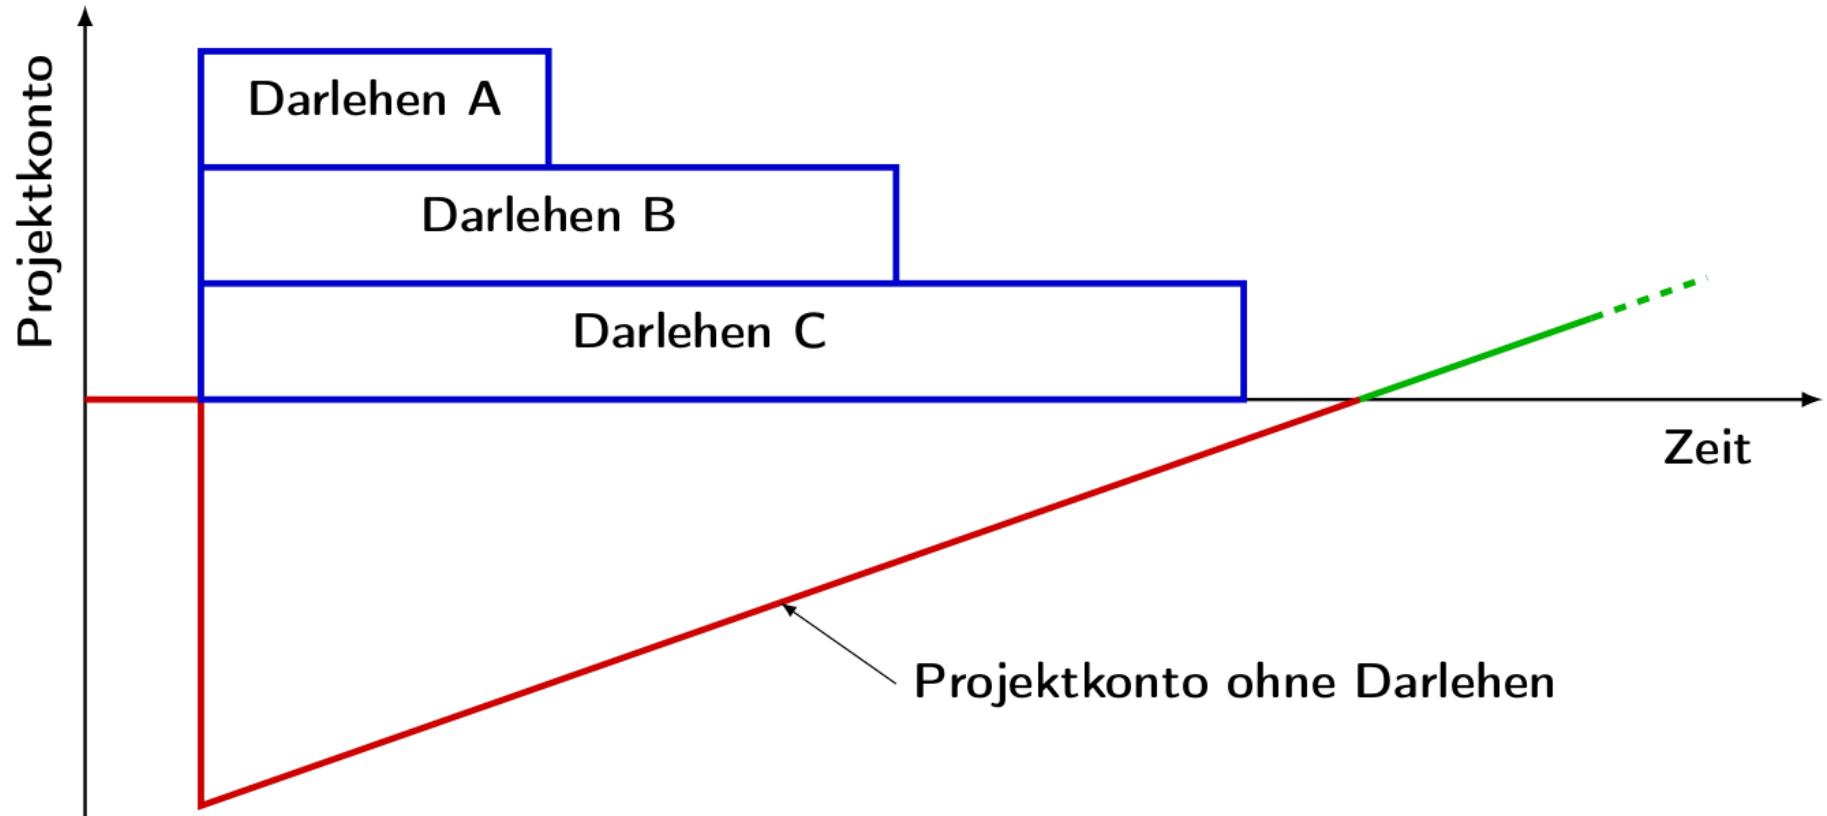 Projektkonto
Darlehen A
Darlehen B
Darlehen C
Zeit
Projektkonto ohne Darlehen